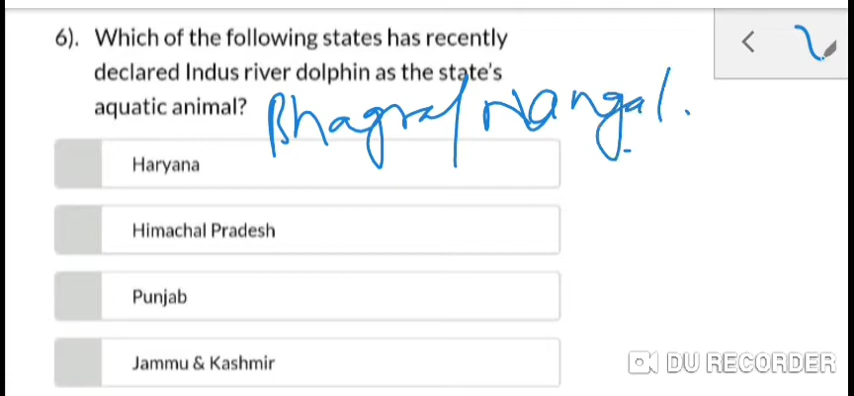 6). Which of the following states has recently
declared Indus river dolphin as the state's
aquatic animal?
Bhagra Nangal.
Haryana
Himachal Pradesh
Punjab
Jammu & Kashmir
DU RECORDER